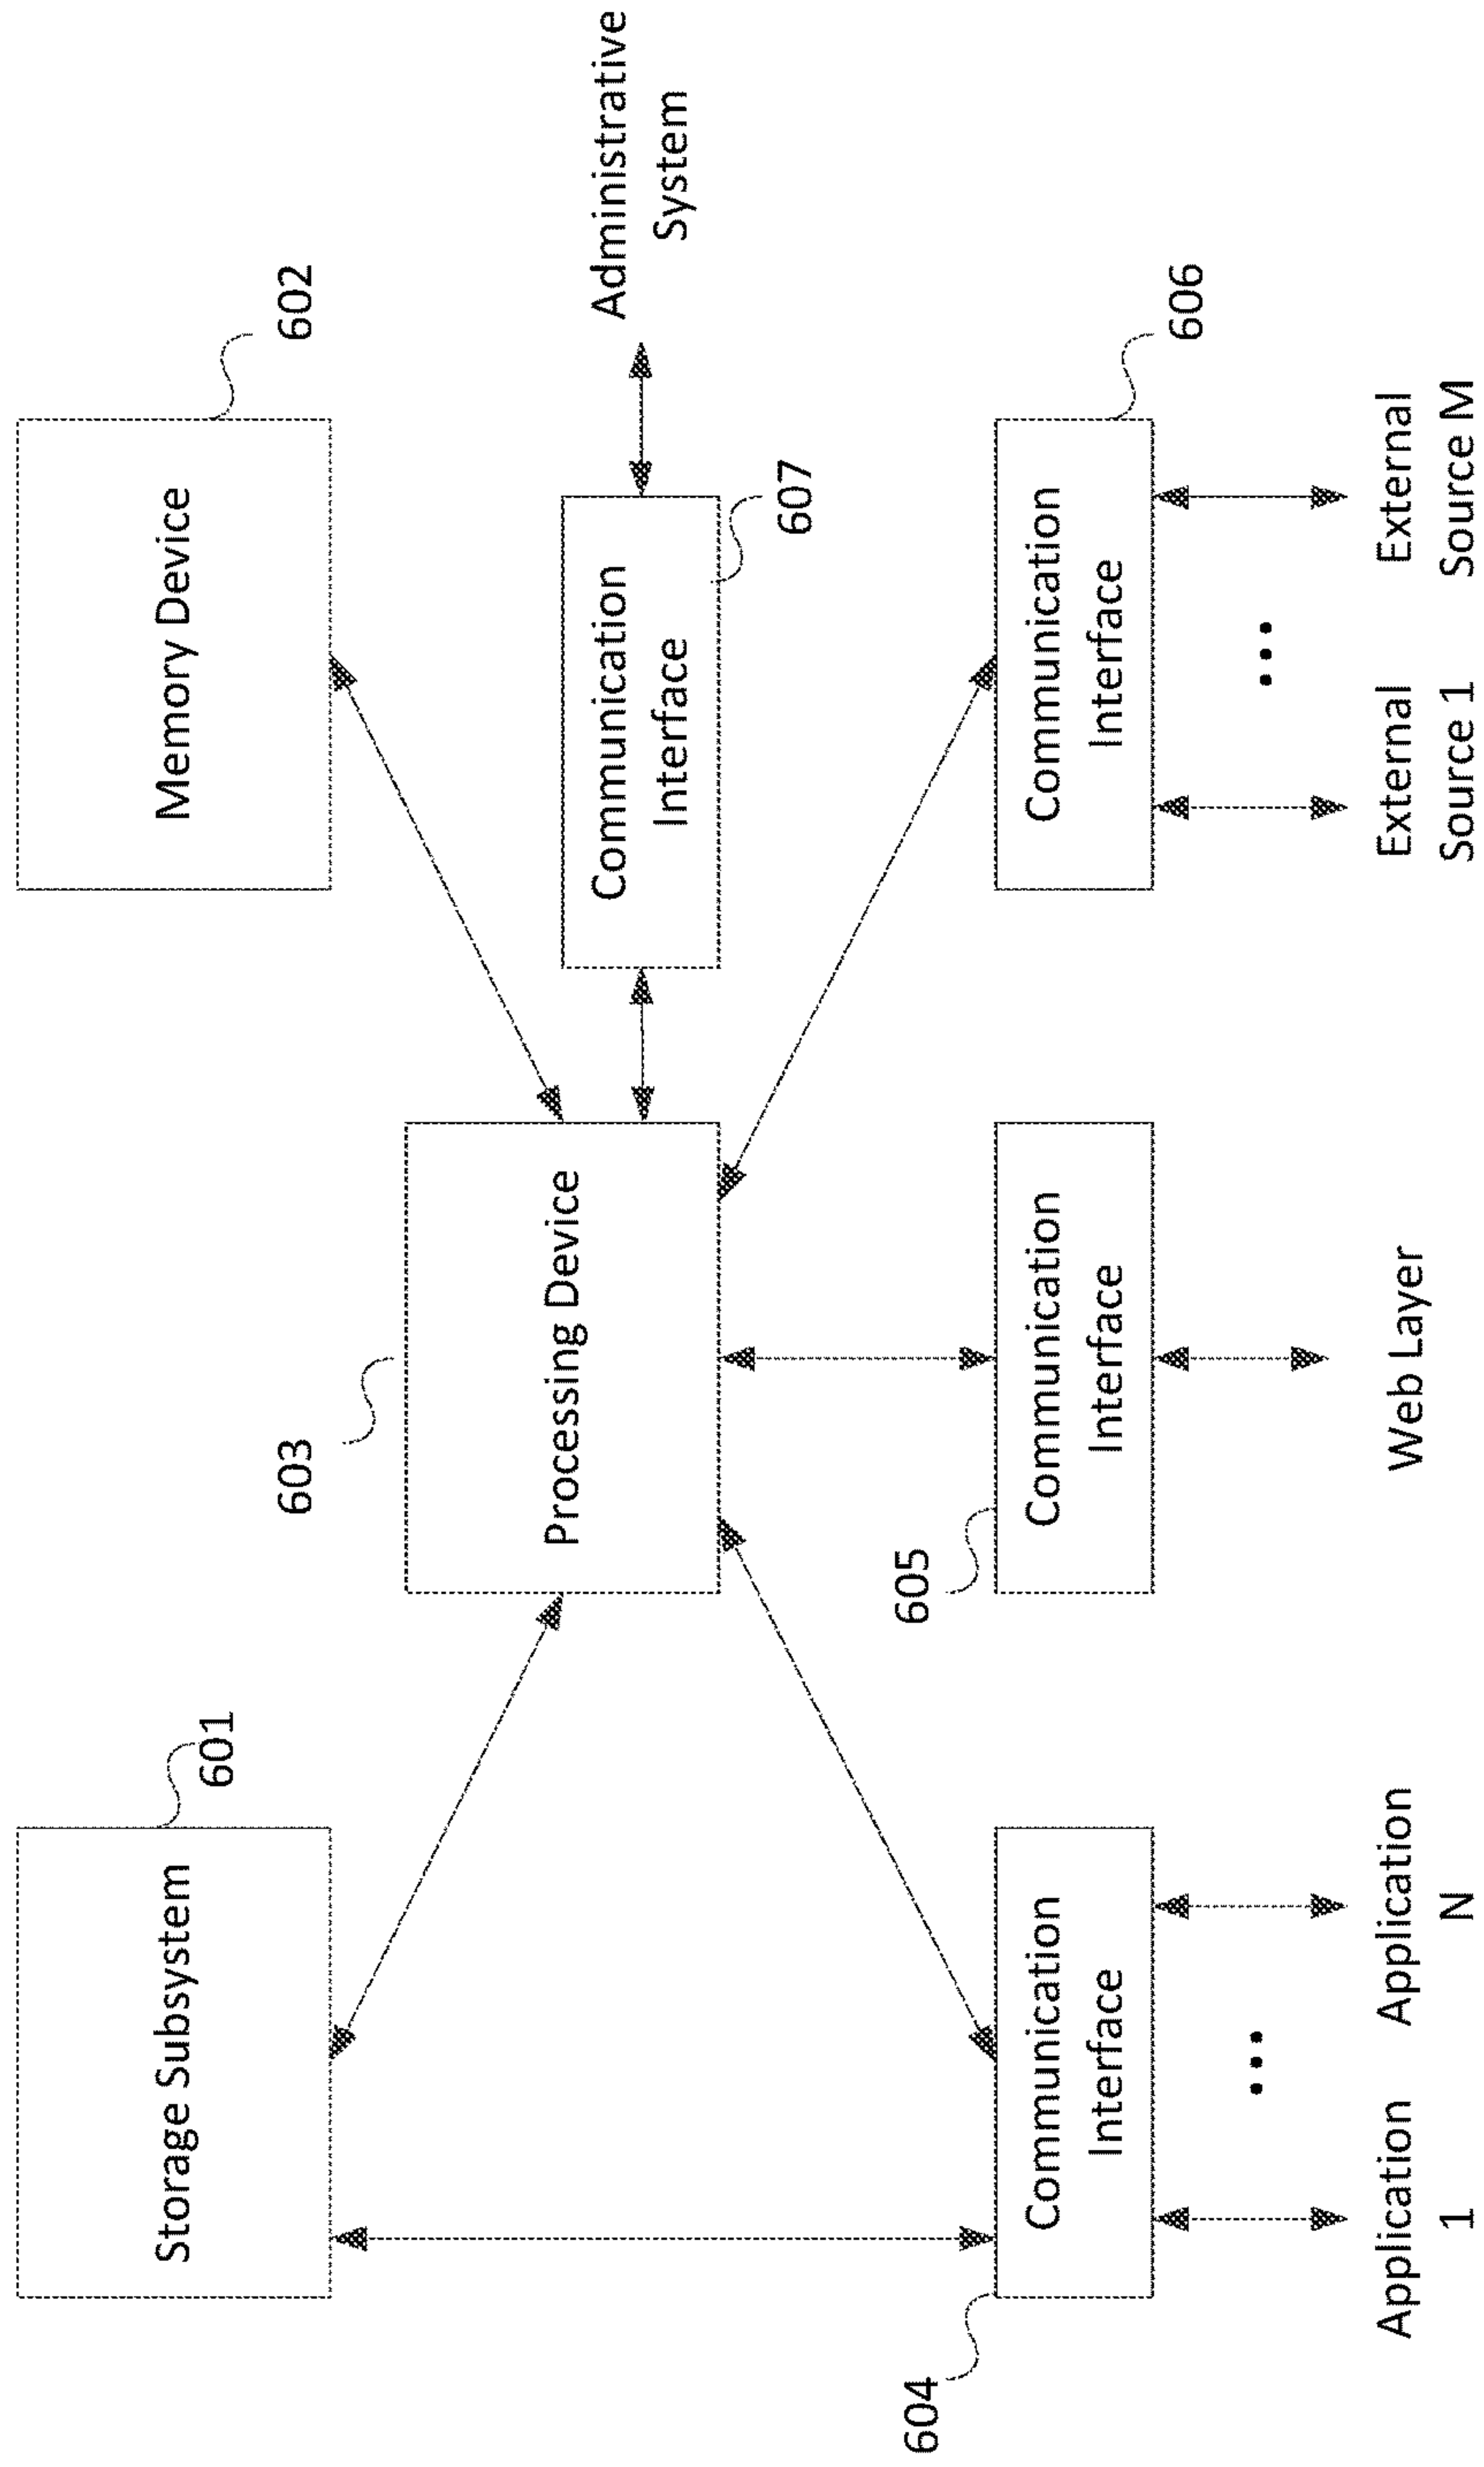 Storage Subsystem
601
Memory Device
602
603
Processing Device
Communication
Interface
607
Administrative
System
604
Communication
Interface
605
Communication
Interface
Communication
Interface
606
Application
1
...
Application
N
Web Layer
External
Source 1
...
External
Source M